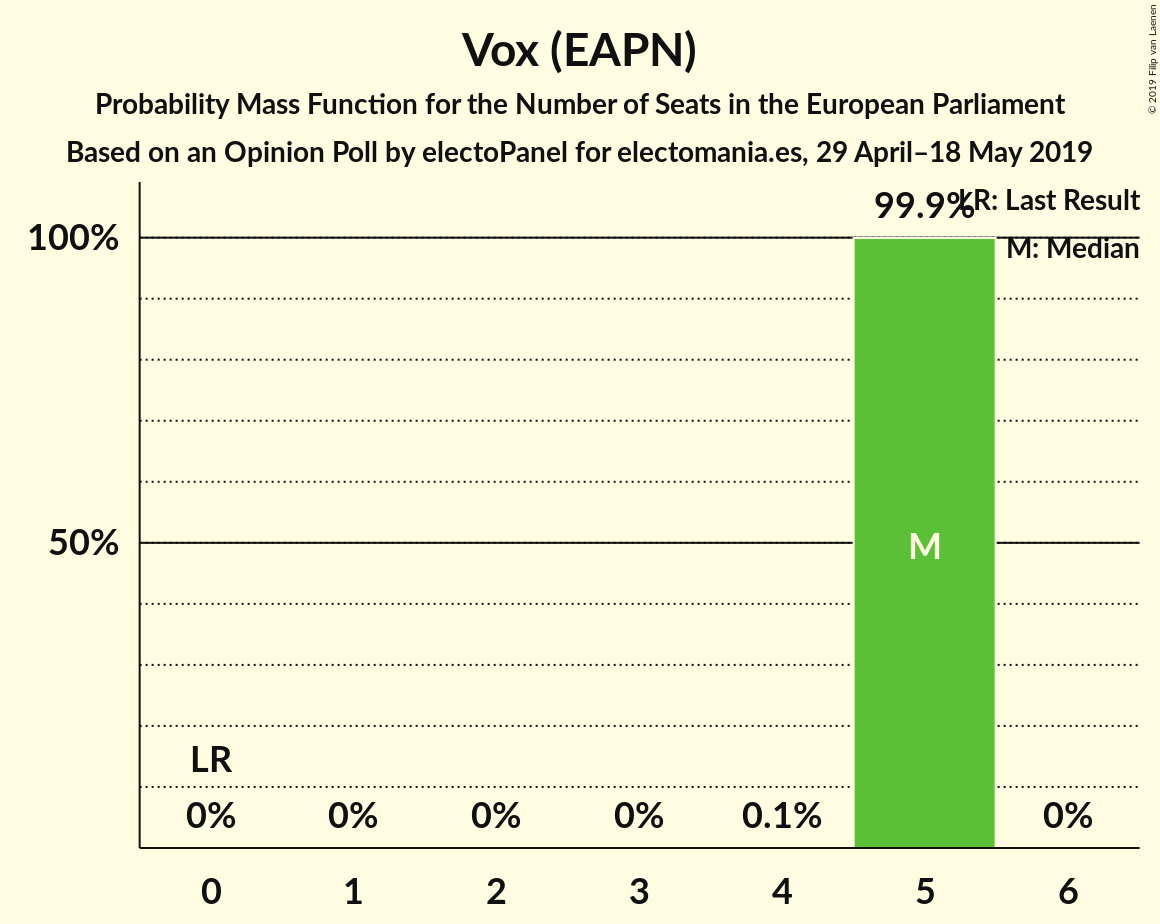 Vox (EAPN)
Probability Mass Function for the Number of Seats in the European Parliament
Based on an Opinion Poll by electoPanel for electomania.es, 29 April–18 May 2019
© 2019 Filip van Laenen
99.9%
LR: Last Result
M: Median
100%
50%
M
LR
0% 0% 0% 0% 0.1% 0%
0 1 2 3 4 5 6